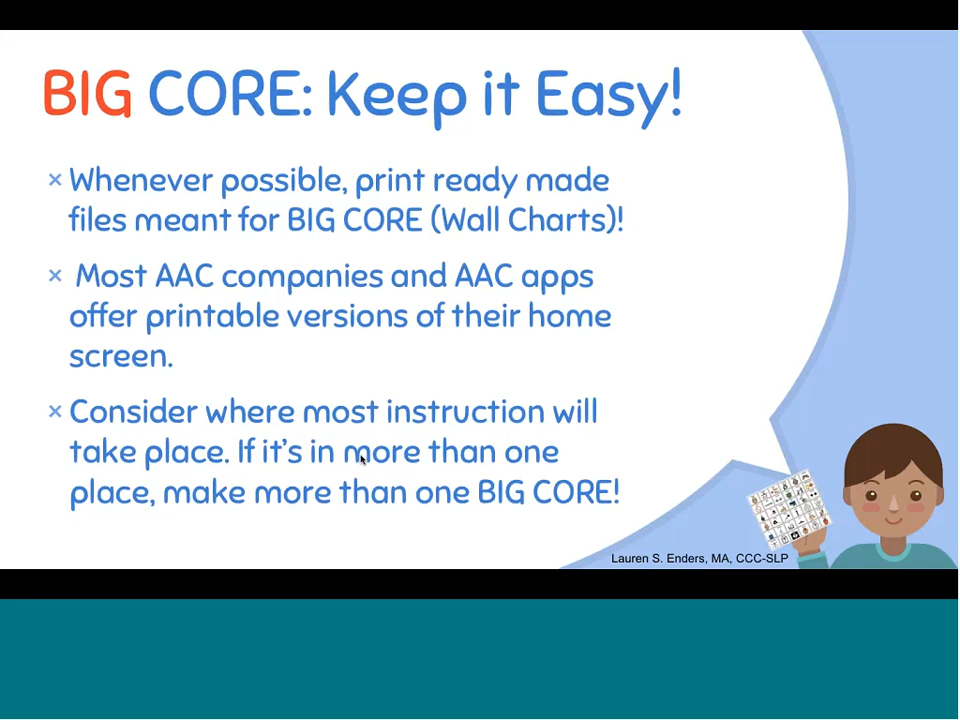 BIG CORE: Keep it Easy!
× Whenever possible, print ready made
files meant for BIG CORE (Wall Charts)!
× Most AAC companies and AAC apps
offer printable versions of their home
screen.
× Consider where most instruction will
take place. If it’s in more than one
place, make more than one BIG CORE!
Lauren S. Enders, MA, CCC-SLP